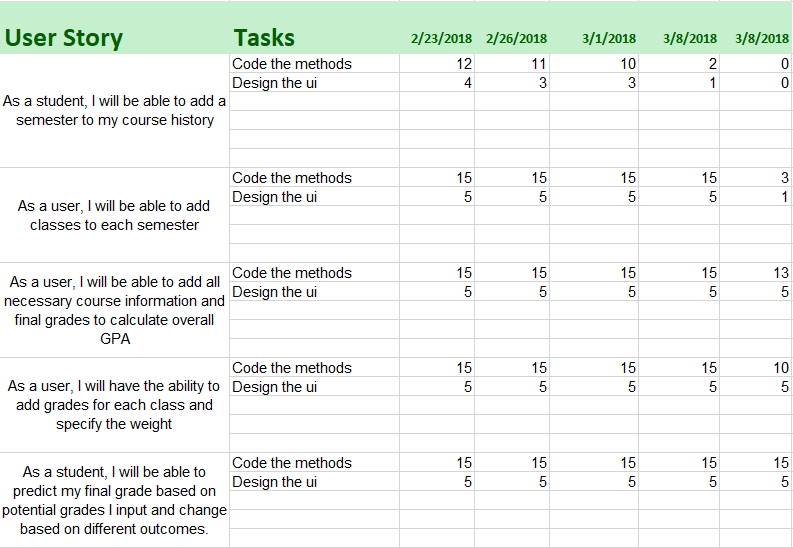 User Story Tasks 2/23/2018 2/26/2018 3/1/2018 3/8/2018 3/8/2018
As a student, I will be able to add a
semester to my course history
Code the methods 12 11 10 2 0
Design the ui 4 3 3 1 0
As a user, I will be able to add
classes to each semester
Code the methods 15 15 15 15 3
Design the ui 5 5 5 5 1
As a user, I will be able to add all
necessary course information and
final grades to calculate overall
GPA
Code the methods 15 15 15 15 13
Design the ui 5 5 5 5 5
As a user, I will have the ability to
add grades for each class and
specify the weight
Code the methods 15 15 15 15 10
Design the ui 5 5 5 5 5
As a student, I will be able to
predict my final grade based on
potential grades I input and change
based on different outcomes.
Code the methods 15 15 15 15 15
Design the ui 5 5 5 5 5